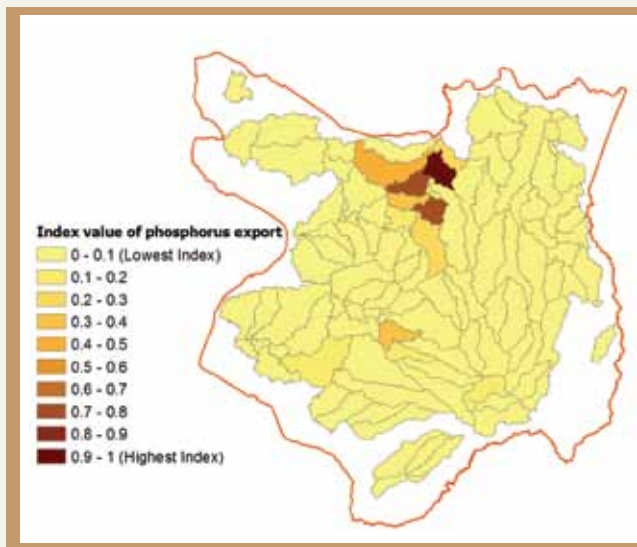 Index value of phosphorus export
0 - 0.1 (Lowest Index)
0.1 - 0.2
0.2 - 0.3
0.3 - 0.4
0.4 - 0.5
0.5 - 0.6
0.6 - 0.7
0.7 - 0.8
0.8 - 0.9
0.9 - 1 (Highest Index)